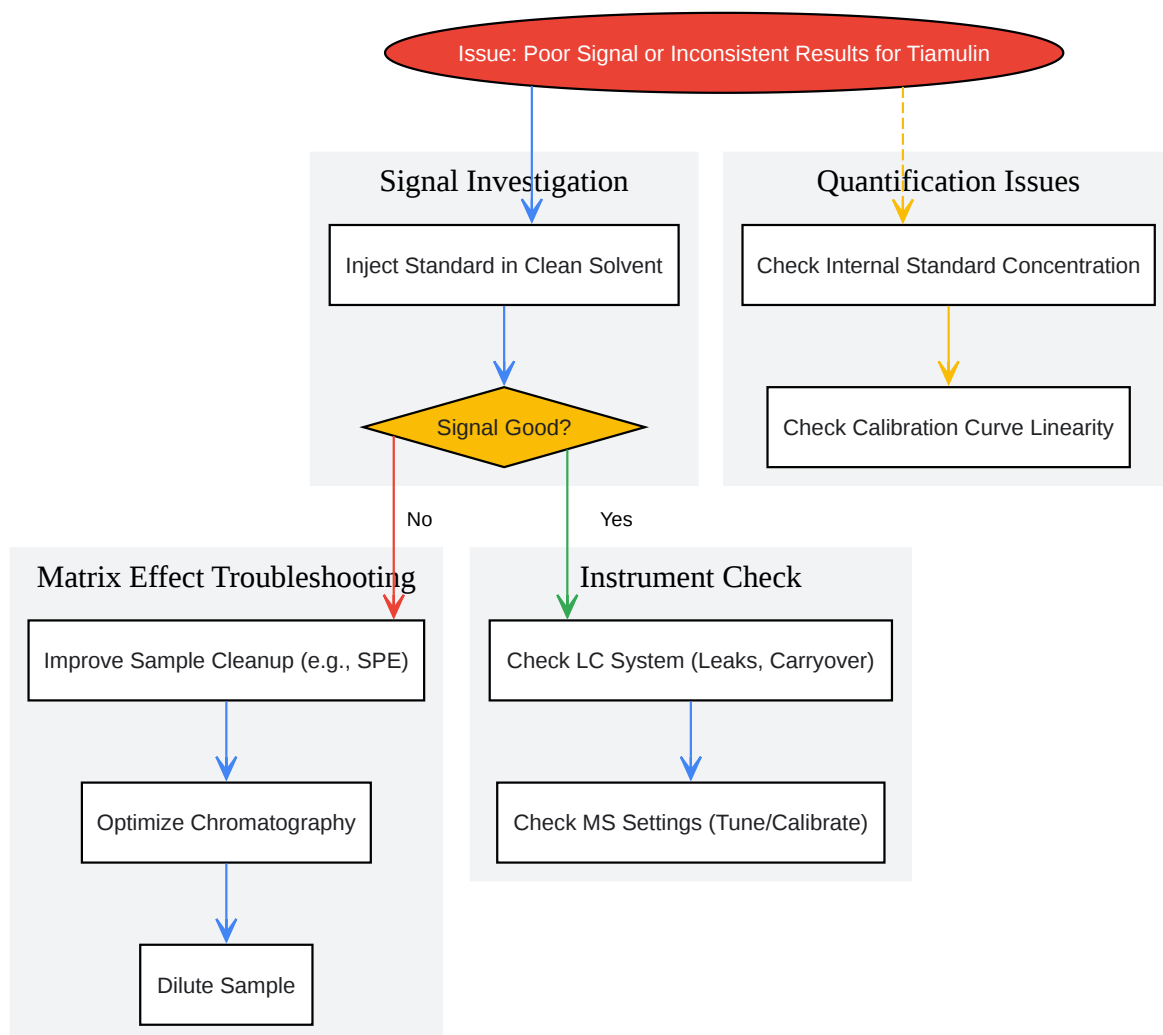 Issue: Poor Signal or Inconsistent Results for Tiamulin
Signal Investigation
Inject Standard in Clean Solvent
Signal Good?
Quantification Issues
Check Internal Standard Concentration
Check Calibration Curve Linearity
No
Yes
Matrix Effect Troubleshooting
Improve Sample Cleanup (e.g., SPE)
Optimize Chromatography
Dilute Sample
Instrument Check
Check LC System (Leaks, Carryover)
Check MS Settings (Tune/Calibrate)